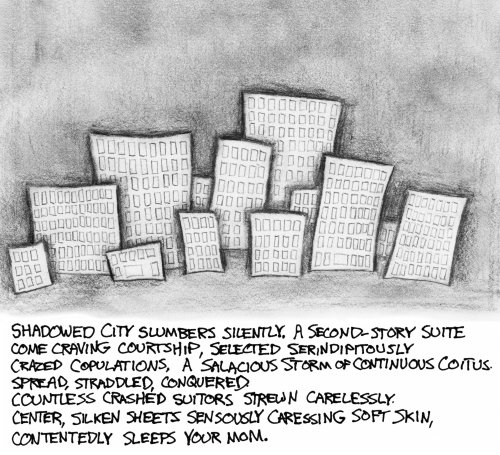 SHADOWED CITY SLUMBERS SILENTLY. A SECOND-STORY SUITE
COME CRAVING COURTSHIP, SELECTED SERINDIPITOUSLY
CRAZED COPULATIONS, A SALACIOUS STORM OF CONTINUOUS COITUS.
SPREAD, STRADDLED, CONQUERED
COUNTLESS CRASHED SUITORS STREWN CARELESSLY.
CENTER, SILKEN SHEETS SENSOUSLY CARESSING SOFT SKIN,
CONTENTEDLY SLEEPS YOUR MOM.